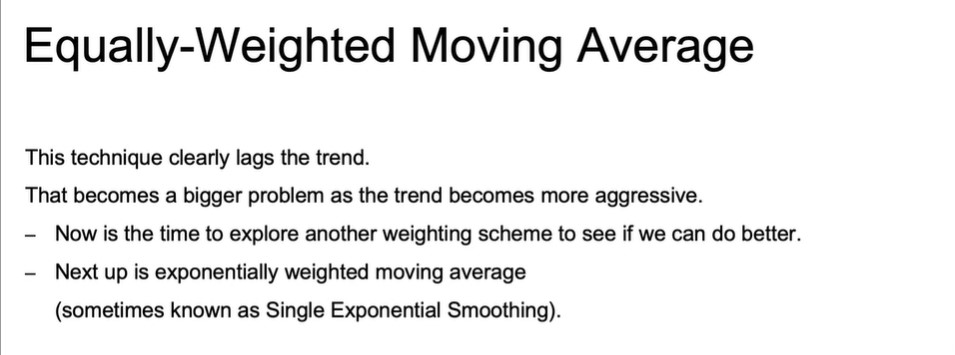 Equally-Weighted Moving Average
This technique clearly lags the trend.
That becomes a bigger problem as the trend becomes more aggressive.
– Now is the time to explore another weighting scheme to see if we can do better.
– Next up is exponentially weighted moving average
(sometimes known as Single Exponential Smoothing).